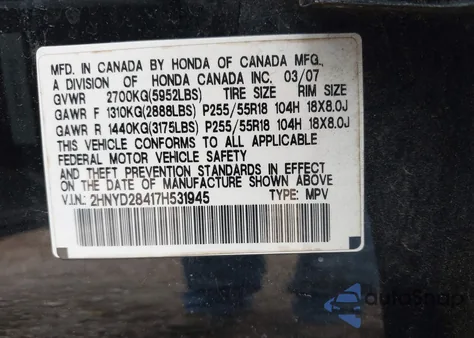 MFD. IN CANADA BY HONDA OF CANADA MFG.,
A DIVISION OF HONDA CANADA INC. 03/07
GVWR 2700KG(5952LBS) TIRE SIZE RIM SIZE
GAWR F 1310KG(2888LBS) P255/55R18 104H 18X8.0J
GAWR R 1440KG(3175LBS) P255/55R18 104H 18X8.0J
THIS VEHICLE CONFORMS TO ALL APPLICABLE
FEDERAL MOTOR VEHICLE SAFETY
AND THEFT PREVENTION STANDARDS IN EFFECT
ON THE DATE OF MANUFACTURE SHOWN ABOVE.
V.I.N.: 2HNYD28417H531945 TYPE: MPV
autoSnap